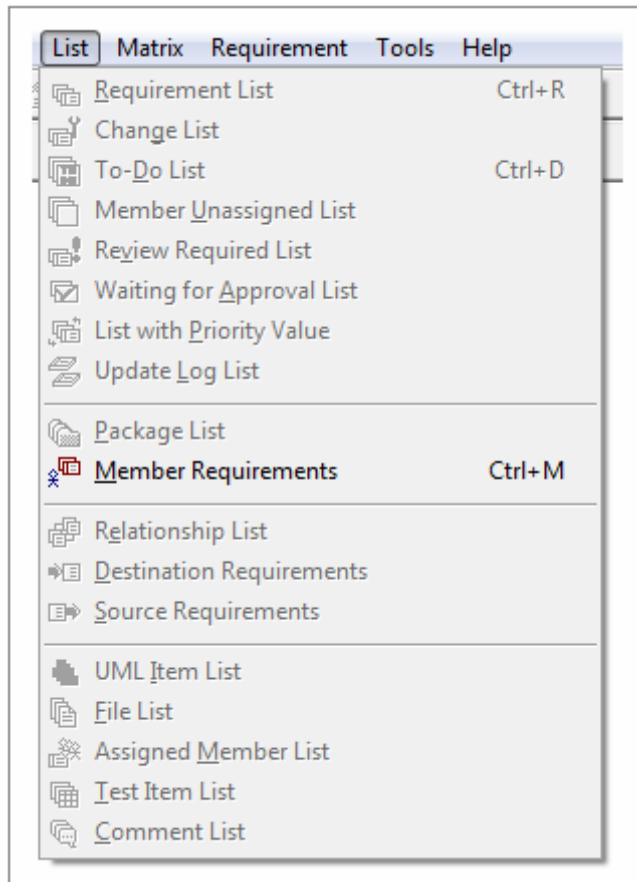 List Matrix Requirement Tools Help
Requirement List Ctrl+R
Change List
To-Do List Ctrl+D
Member Unassigned List
Review Required List
Waiting for Approval List
List with Priority Value
Update Log List
Package List
Member Requirements Ctrl+M
Relationship List
Destination Requirements
Source Requirements
UML Item List
File List
Assigned Member List
Test Item List
Comment List